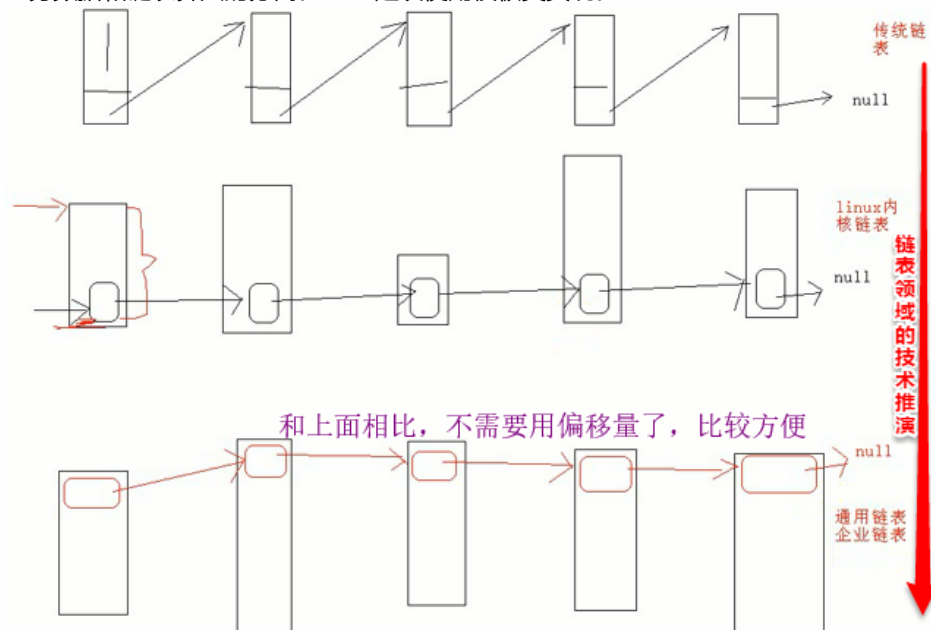 传统链
表
null
linux内
核链表
null
链表领域的技术推演
和上面相比，不需要用偏移量了，比较方便
null
通用链表
企业链表